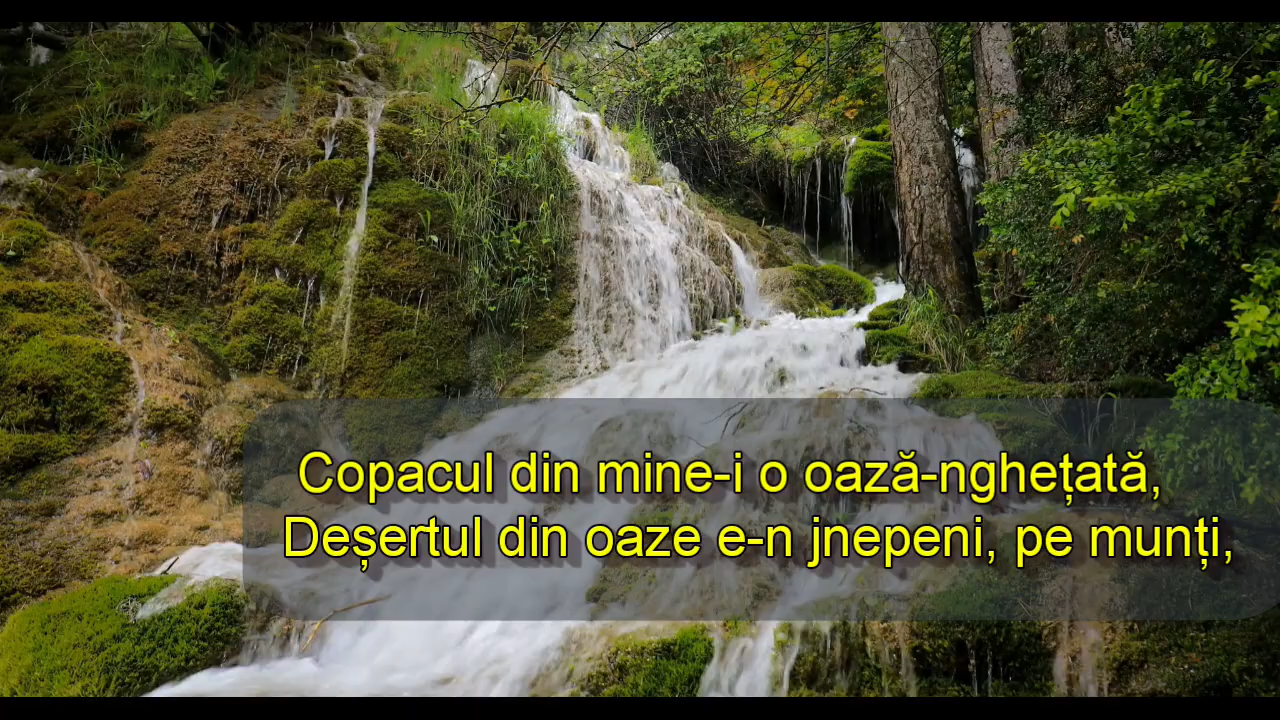 Copacul din mine-i o oază-nghețată,
Deșertul din oaze e-n jnepeni, pe munți,